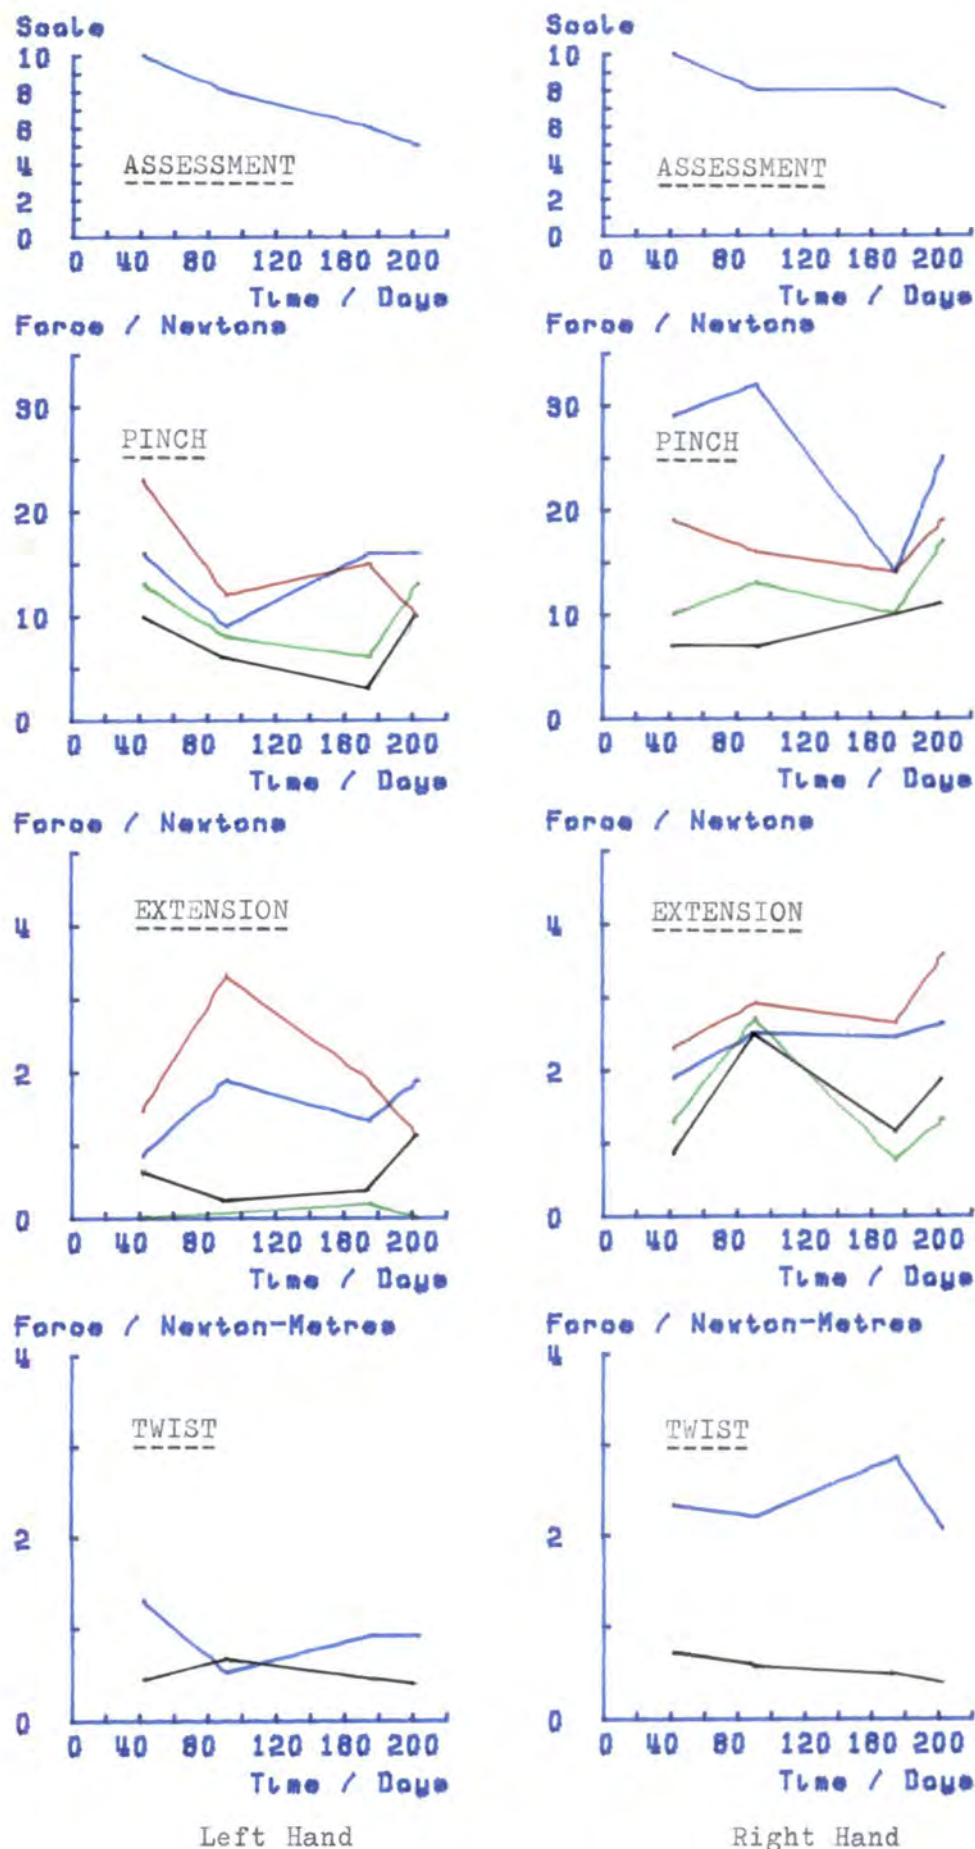 Scale
10
8
6
4
2
0
ASSESSMENT
0 40 80 120 160 200
Time / Days
Force / Newtons
30
20
10
0
PINCH
0 40 80 120 160 200
Time / Days
Force / Newtons
4
2
0
EXTENSION
0 40 80 120 160 200
Time / Days
Force / Newton-Metres
4
2
0
TWIST
0 40 80 120 160 200
Time / Days
Left Hand
Scale
10
8
6
4
2
0
ASSESSMENT
0 40 80 120 160 200
Time / Days
Force / Newtons
30
20
10
0
PINCH
0 40 80 120 160 200
Time / Days
Force / Newtons
4
2
0
EXTENSION
0 40 80 120 160 200
Time / Days
Force / Newton-Metres
4
2
0
TWIST
0 40 80 120 160 200
Time / Days
Right Hand